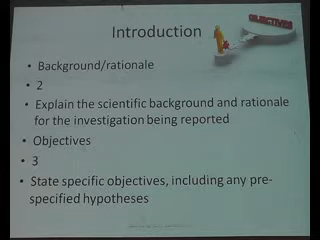 OBJECTIVES
Introduction
• Background/rationale
• 2
• Explain the scientific background and rationale
for the investigation being reported
• Objectives
• 3
• State specific objectives, including any pre-
specified hypotheses